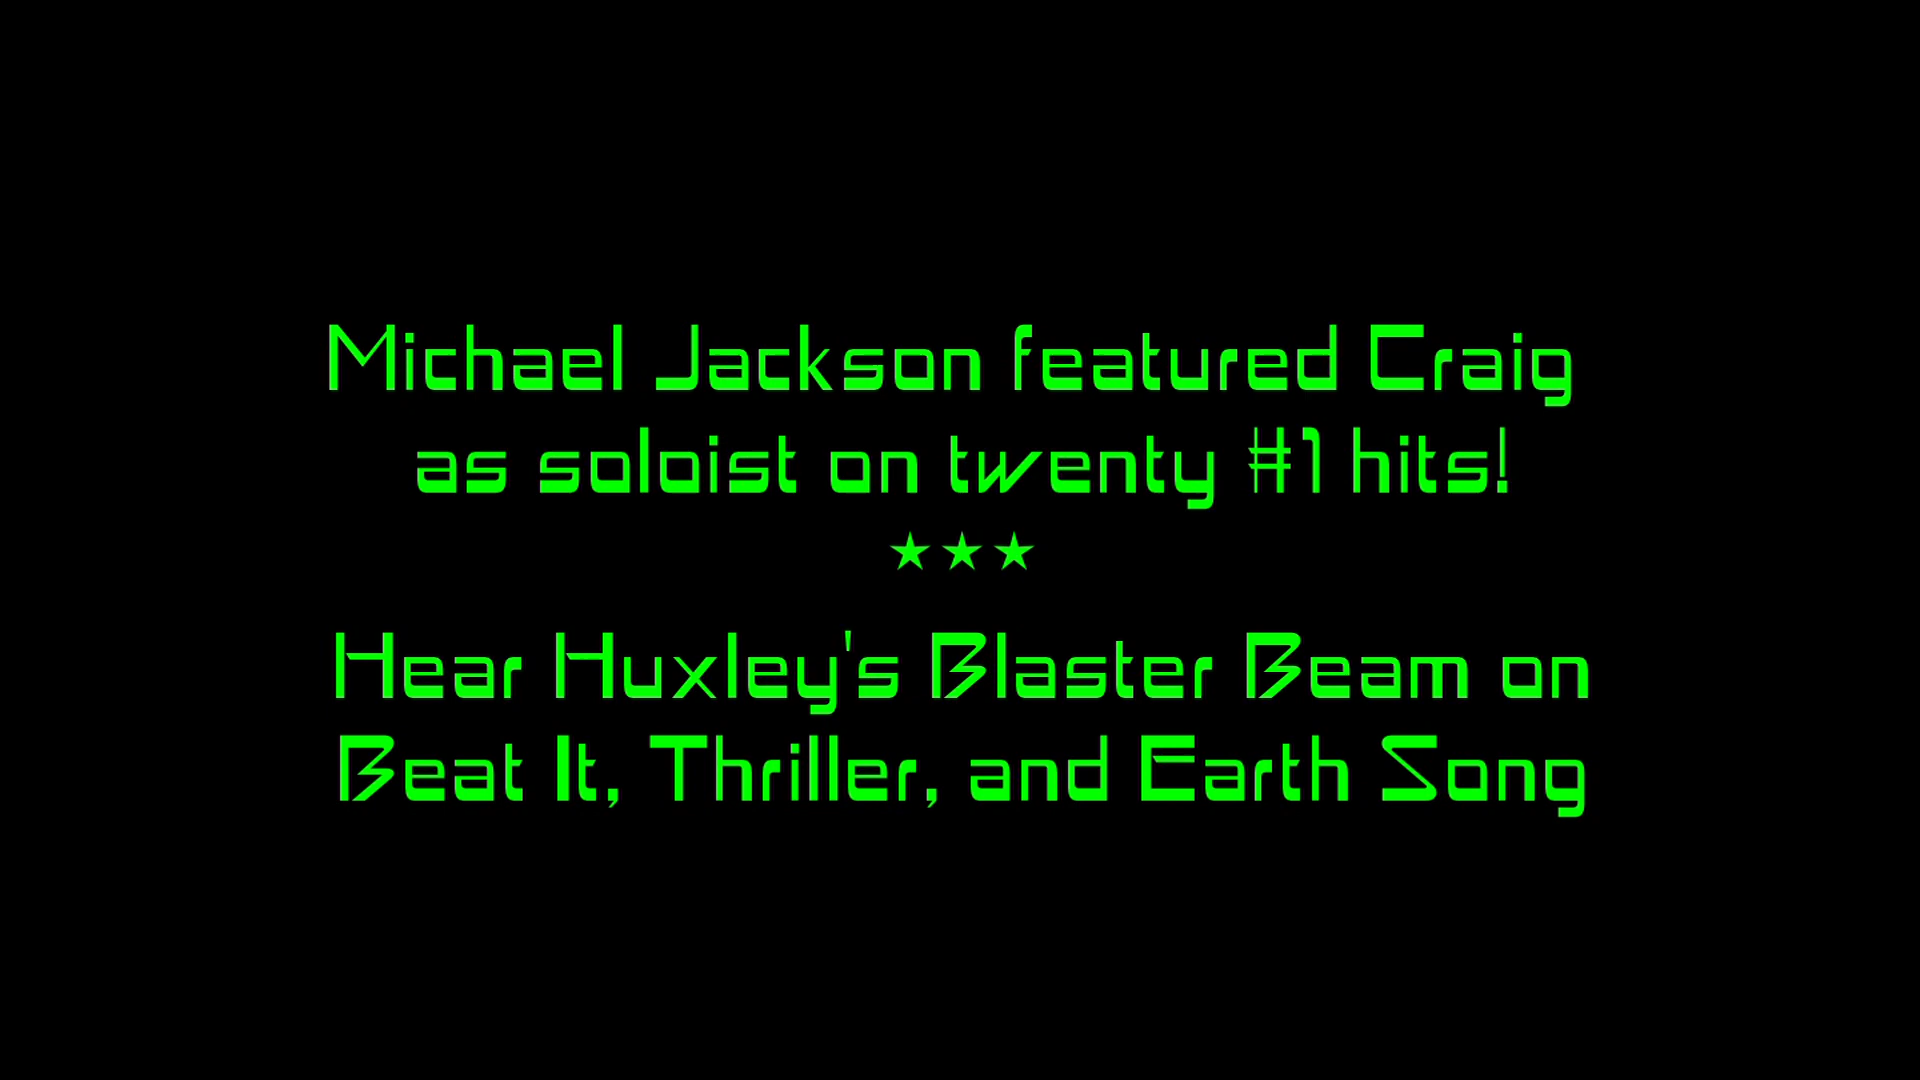 Michael Jackson featured Craig
as soloist on twenty #1 hits!
★★★
Hear Huxley's Blaster Beam on
Beat It, Thriller, and Earth Song